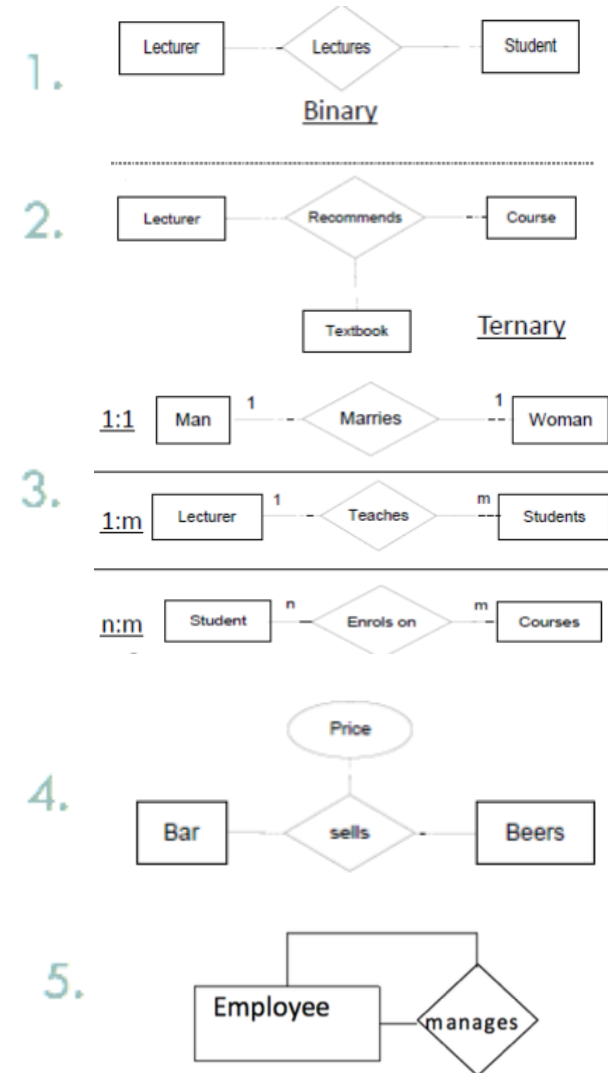 1.
Lecturer Lectures Student
Binary
2.
Lecturer Recommends Course
Textbook
Ternary
3.
1:1 Man 1 Marries 1 Woman
1:m Lecturer 1 Teaches m Students
n:m Student n Enrols on m Courses
4.
Price
Bar sells Beers
5.
Employee
manages